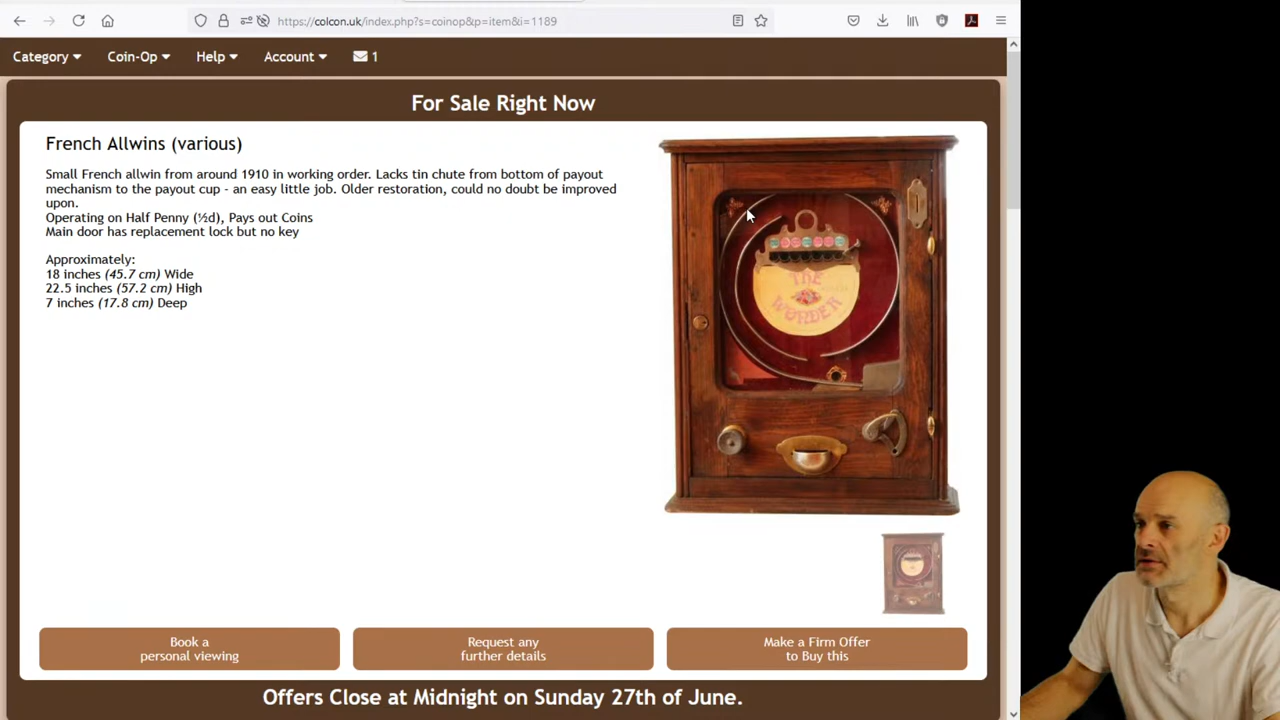 https://colcon.uk/index.php?s=coinop&p=item&i=1189
Category Coin-Op Help Account 1
For Sale Right Now
French Allwins (various)
Small French allwin from around 1910 in working order. Lacks tin chute from bottom of payout
mechanism to the payout cup - an easy little job. Older restoration, could no doubt be improved
upon.
Operating on Half Penny (½d), Pays out Coins
Main door has replacement lock but no key
Approximately:
18 inches (45.7 cm) Wide
22.5 inches (57.2 cm) High
7 inches (17.8 cm) Deep
THE
WONDER
Book a
personal viewing
Request any
further details
Make a Firm Offer
to Buy this
Offers Close at Midnight on Sunday 27th of June.